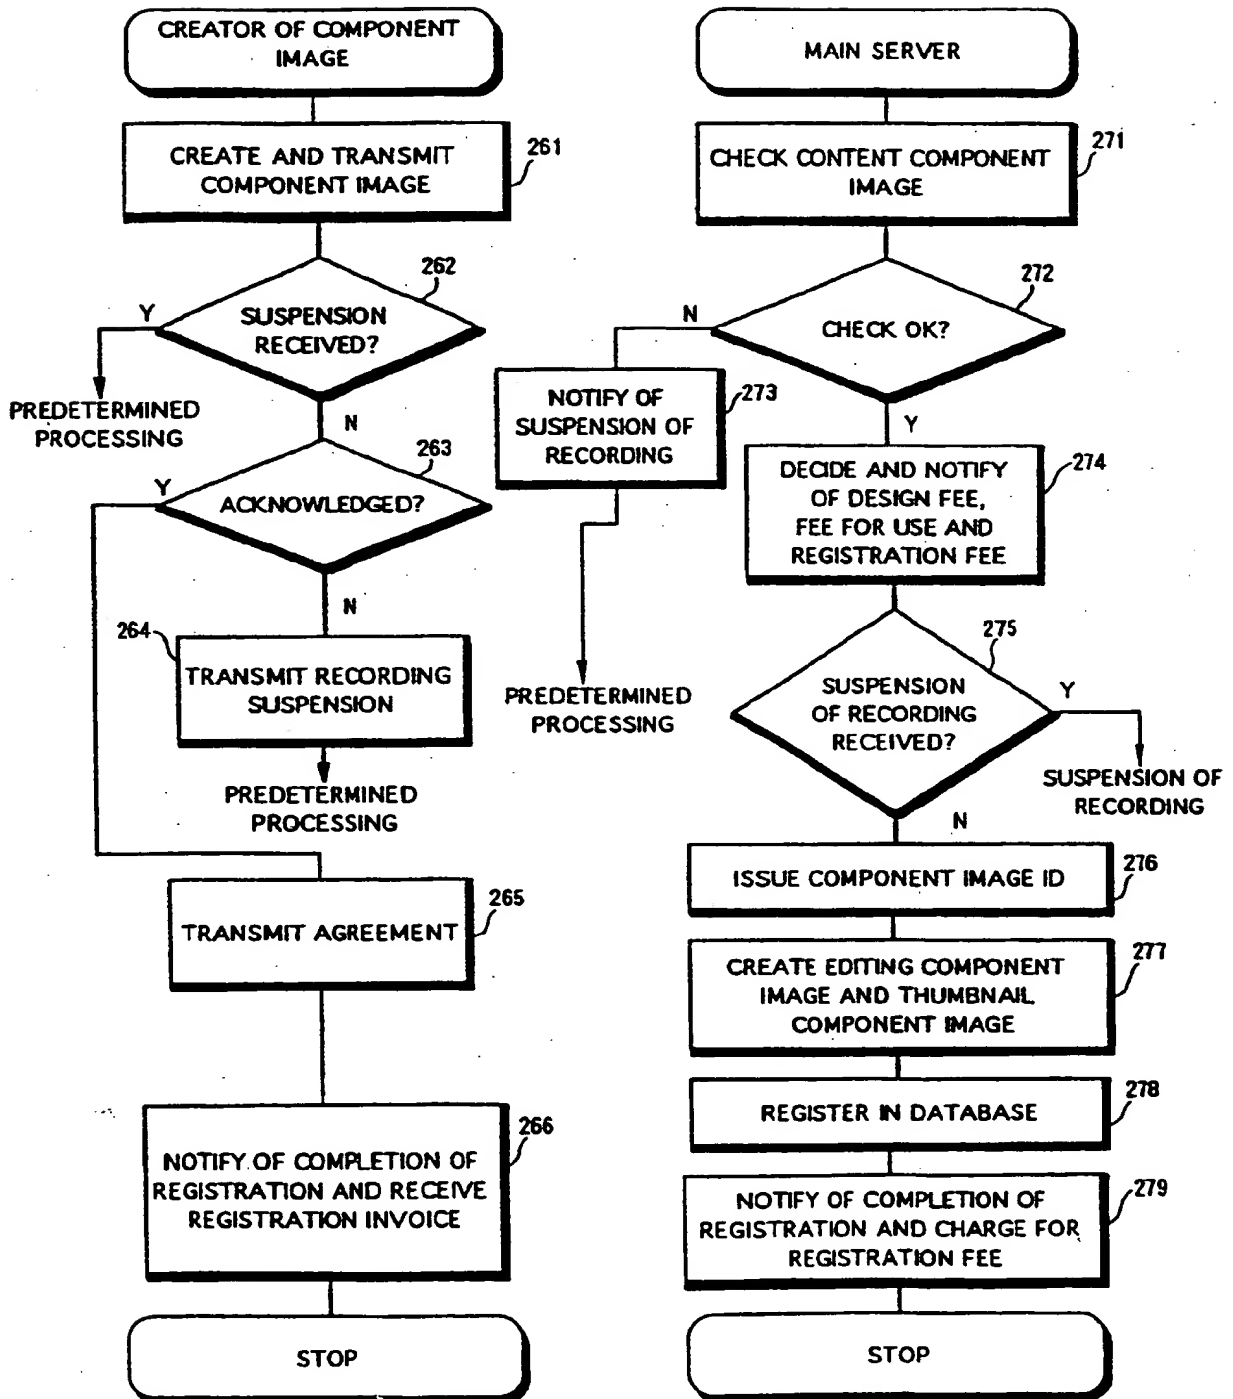 CREATOR OF COMPONENT
IMAGE
CREATE AND TRANSMIT
COMPONENT IMAGE
261
262
SUSPENSION
RECEIVED?
Y
N
PREDETERMINED
PROCESSING
263
ACKNOWLEDGED?
Y
N
264
TRANSMIT RECORDING
SUSPENSION
PREDETERMINED
PROCESSING
265
TRANSMIT AGREEMENT
266
NOTIFY OF COMPLETION OF
REGISTRATION AND RECEIVE
REGISTRATION INVOICE
STOP
MAIN SERVER
271
CHECK CONTENT COMPONENT
IMAGE
272
CHECK OK?
N
Y
273
NOTIFY OF
SUSPENSION OF
RECORDING
PREDETERMINED
PROCESSING
274
DECIDE AND NOTIFY
OF DESIGN FEE,
FEE FOR USE AND
REGISTRATION FEE
275
SUSPENSION
OF RECORDING
RECEIVED?
Y
N
SUSPENSION OF
RECORDING
276
ISSUE COMPONENT IMAGE ID
277
CREATE EDITING COMPONENT
IMAGE AND THUMBNAIL
COMPONENT IMAGE
278
REGISTER IN DATABASE
279
NOTIFY OF COMPLETION OF
REGISTRATION AND CHARGE FOR
REGISTRATION FEE
STOP